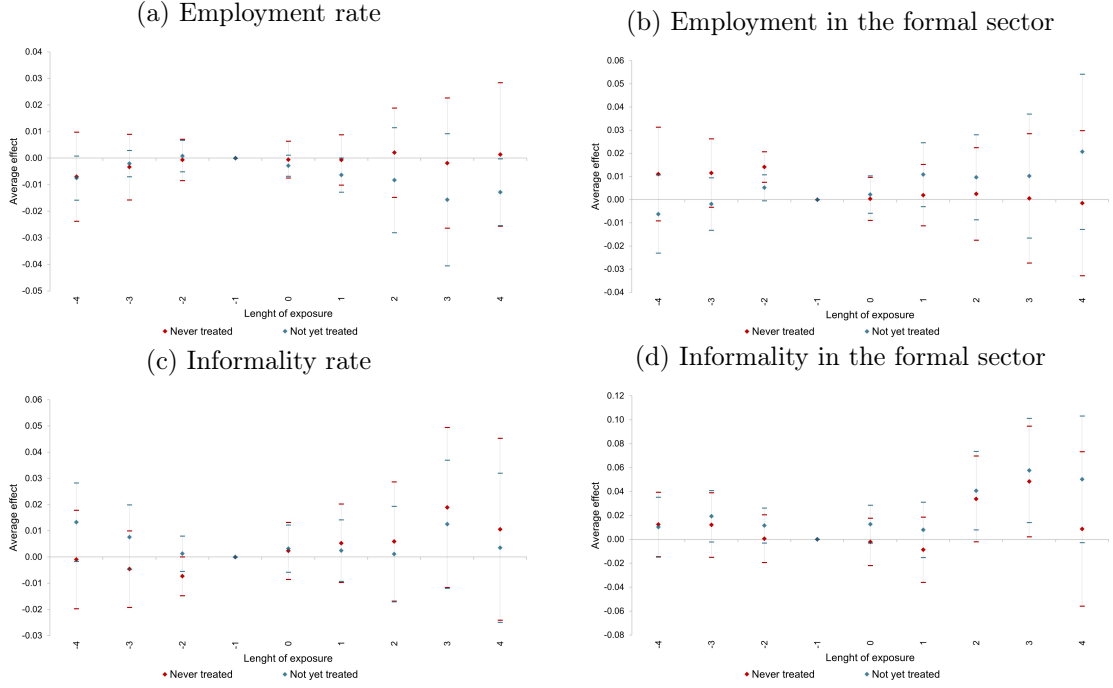 (a) Employment rate
Average effect
0.04
0.03
0.02
0.01
0.00
-0.01
-0.02
-0.03
-0.04
-0.05
-4 -3 -2 -1 0 1 2 3 4
Lenght of exposure
Never treated Not yet treated
(b) Employment in the formal sector
Average effect
0.06
0.05
0.04
0.03
0.02
0.01
0.00
-0.01
-0.02
-0.03
-0.04
-4 -3 -2 -1 0 1 2 3 4
Lenght of exposure
Never treated Not yet treated
(c) Informality rate
Average effect
0.06
0.05
0.04
0.03
0.02
0.01
0.00
-0.01
-0.02
-0.03
-4 -3 -2 -1 0 1 2 3 4
Lenght of exposure
Never treated Not yet treated
(d) Informality in the formal sector
Average effect
0.12
0.10
0.08
0.06
0.04
0.02
0.00
-0.02
-0.04
-0.06
-0.08
-4 -3 -2 -1 0 1 2 3 4
Lenght of exposure
Never treated Not yet treated